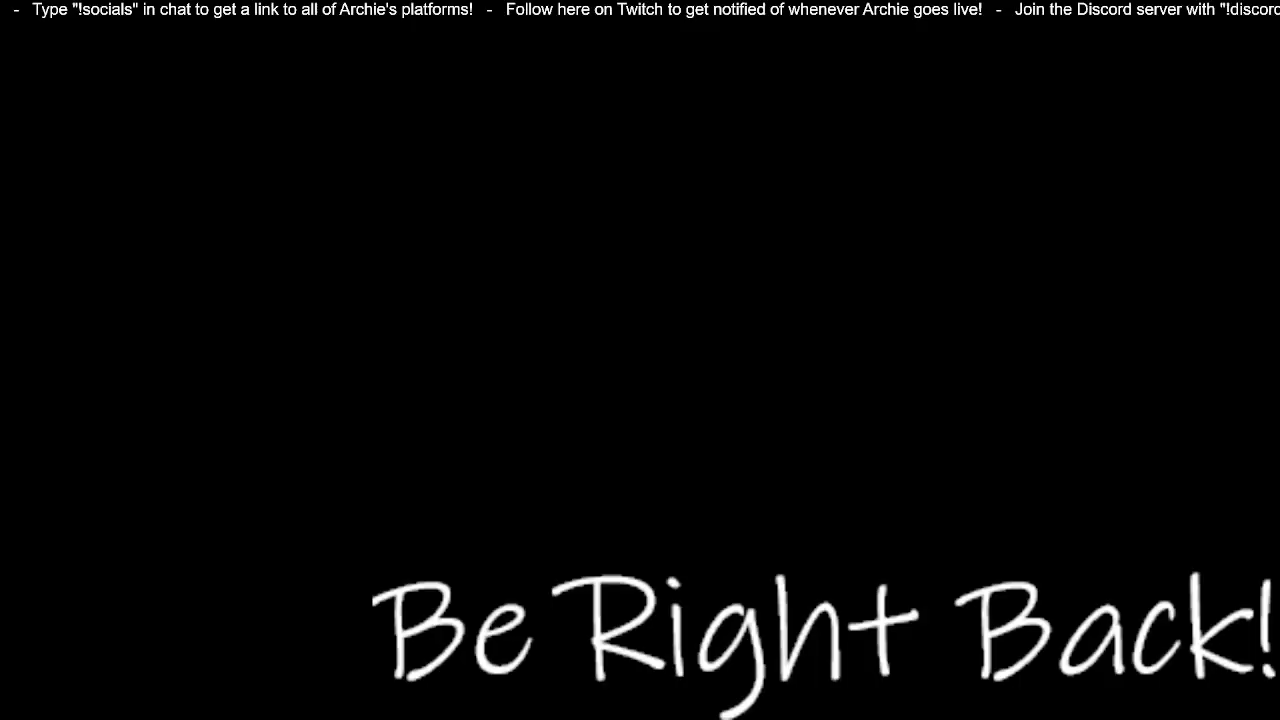 - Type "!socials" in chat to get a link to all of Archie's platforms! - Follow here on Twitch to get notified of whenever Archie goes live! - Join the Discord server with "!discord
Be Right Back!